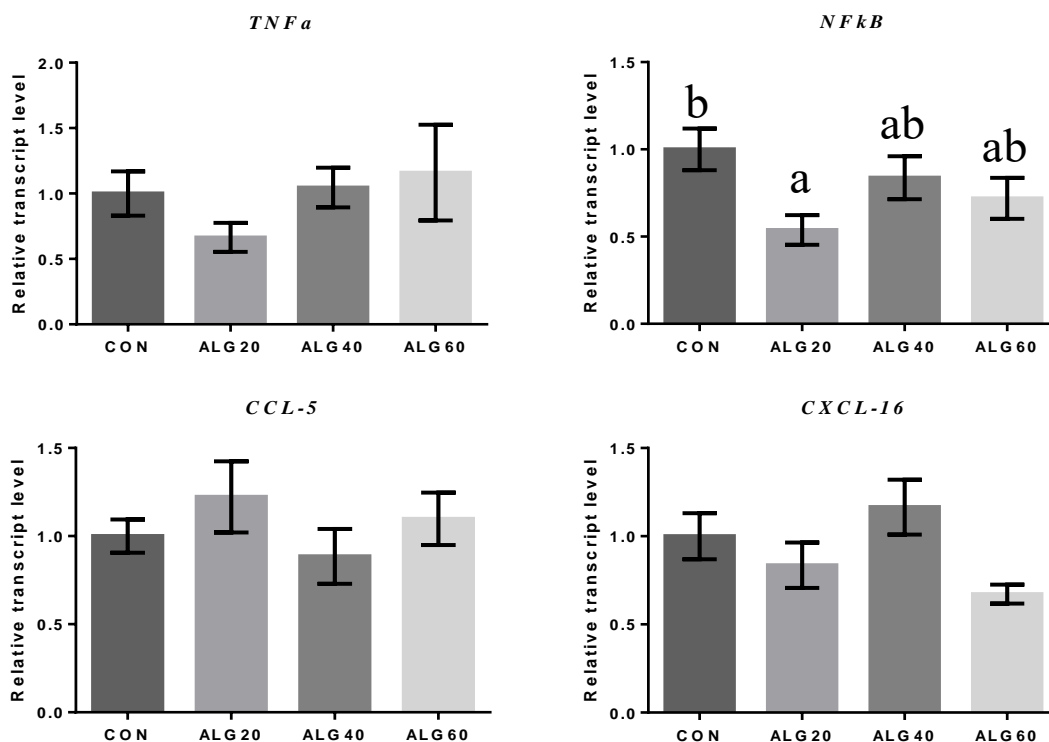 TNFa
Relative transcript level
2.0
1.5
1.0
0.5
0.0
CON ALG20 ALG40 ALG60
NFkB
Relative transcript level
1.5
1.0
0.5
0.0
b
a
ab
ab
CON ALG20 ALG40 ALG60
CCL-5
Relative transcript level
1.5
1.0
0.5
0.0
CON ALG20 ALG40 ALG60
CXCL-16
Relative transcript level
1.5
1.0
0.5
0.0
CON ALG20 ALG40 ALG60